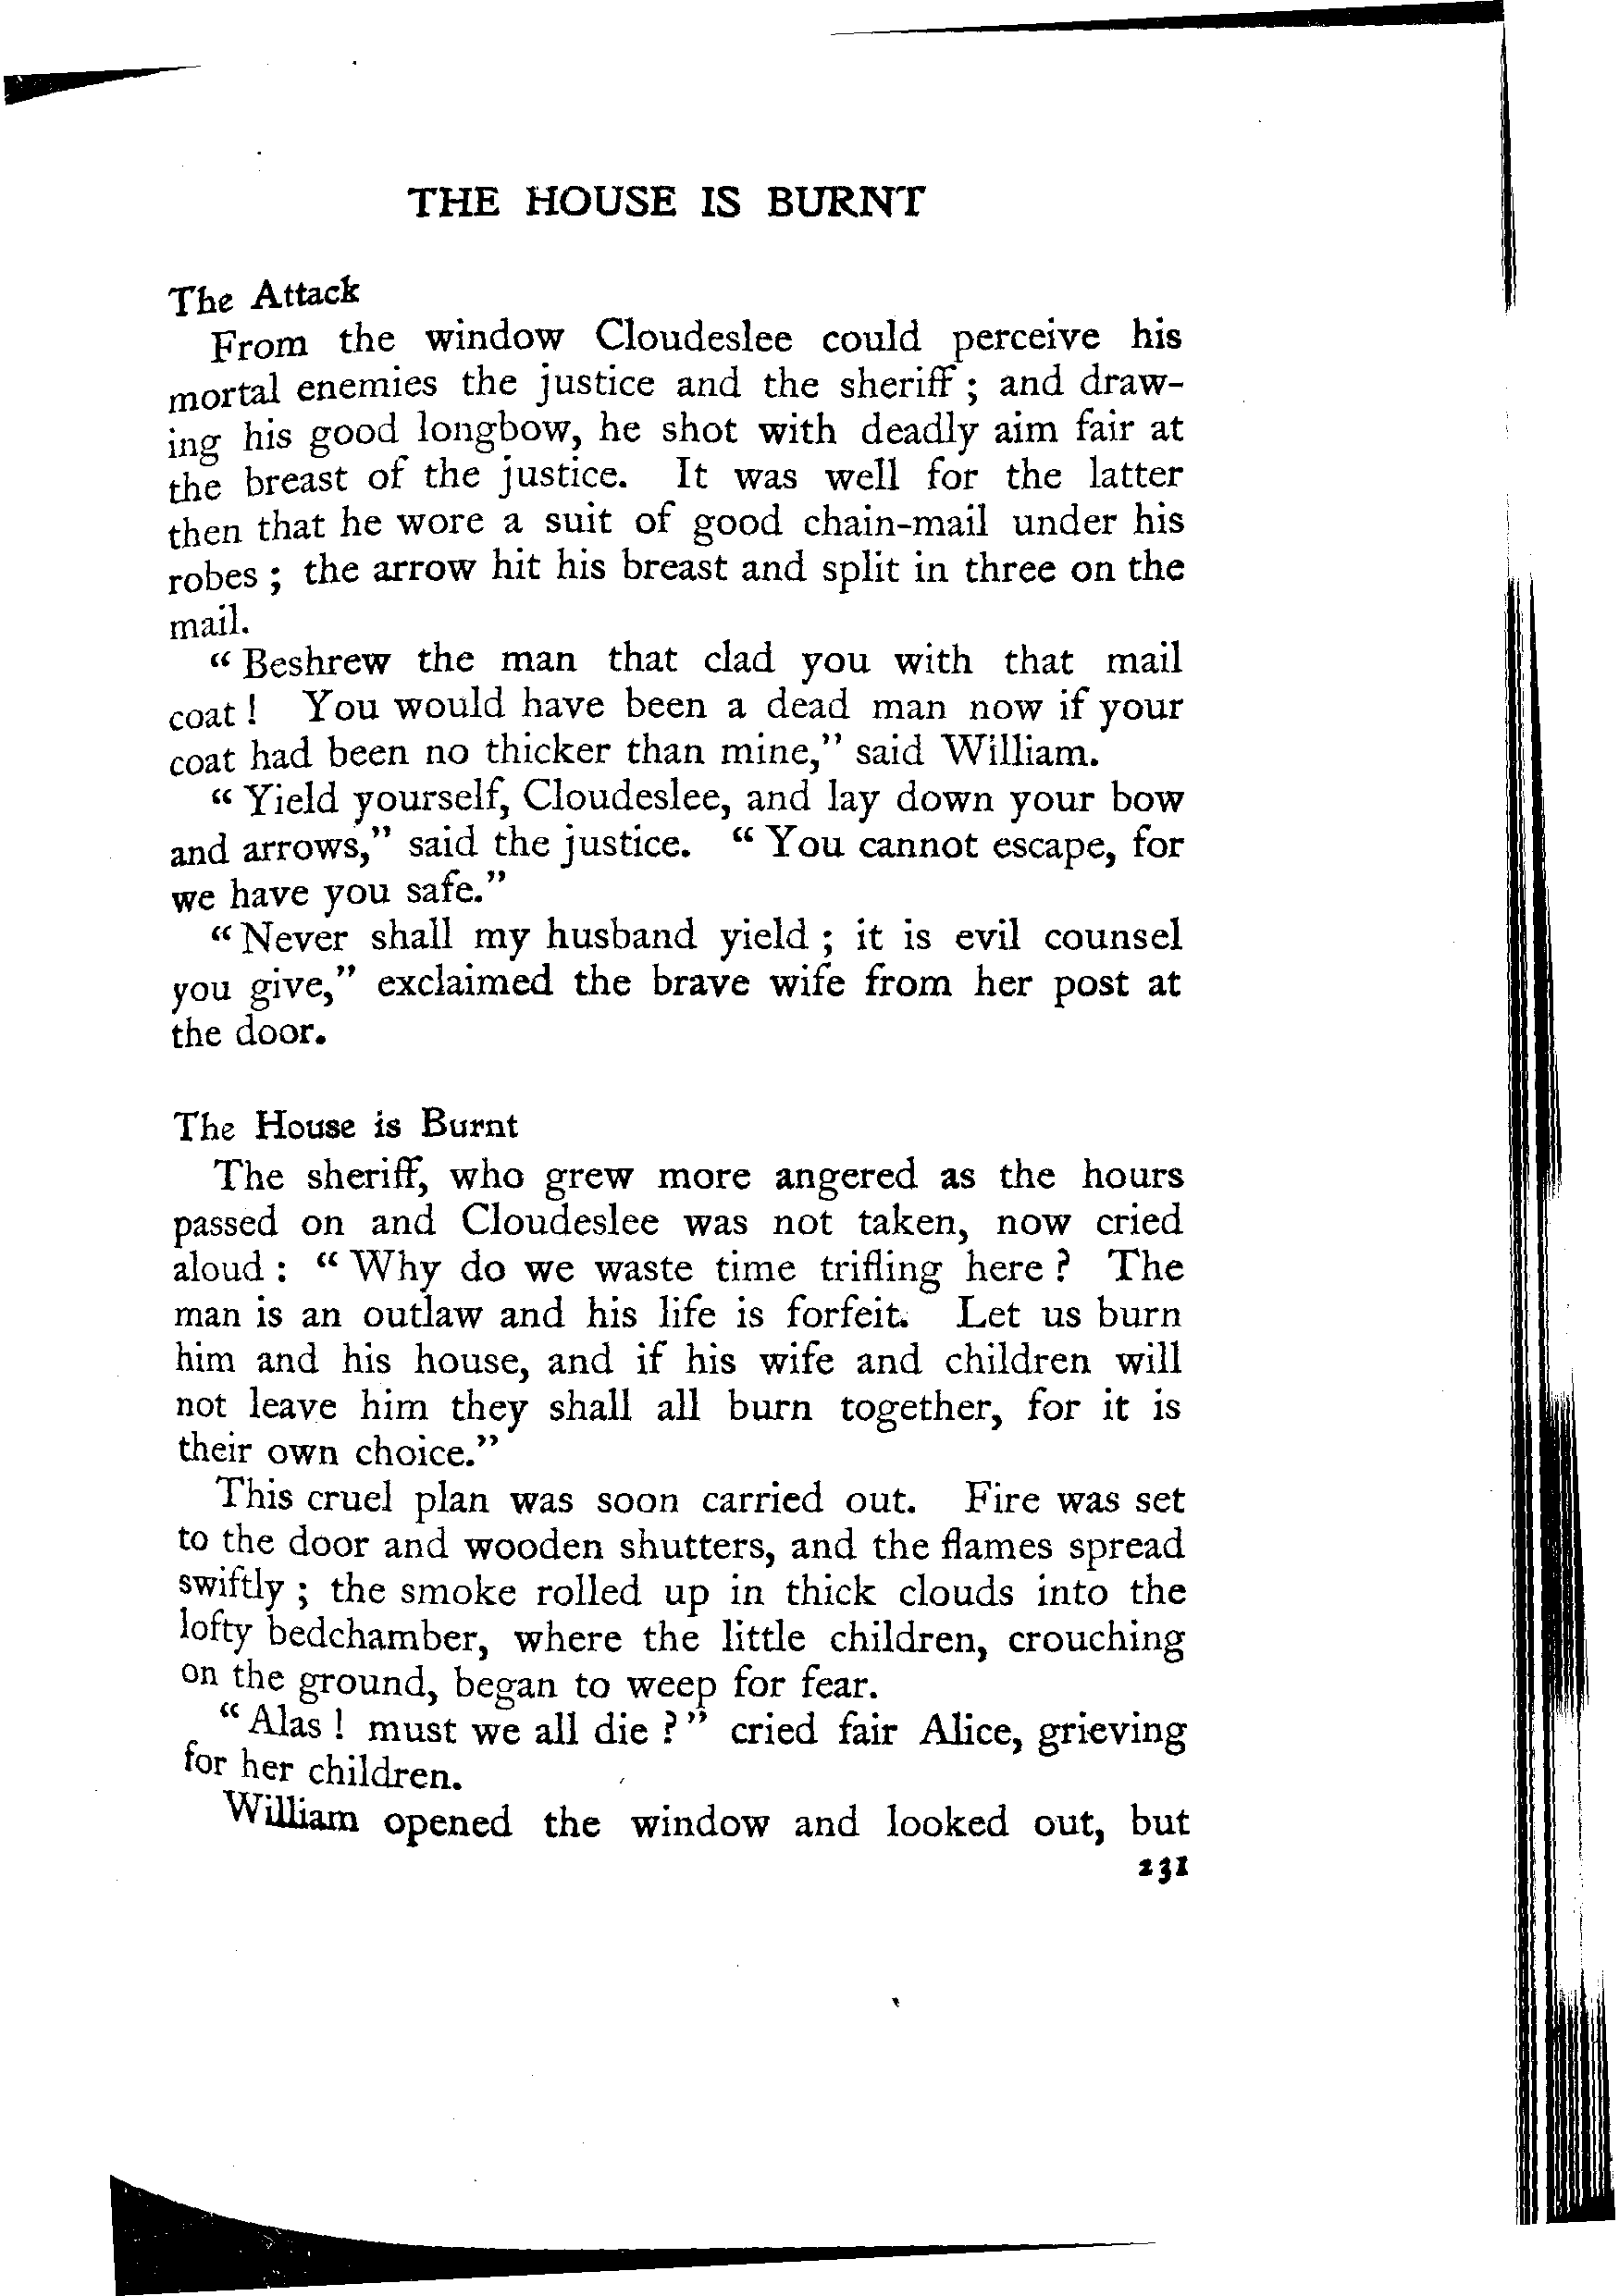 THE HOUSE IS BURNT
The Attack
From the window Cloudeslee could perceive his
mortal enemies the justice and the sheriff ; and draw-
ing his good longbow, he shot with deadly aim fair at
the breast of the justice. It was well for the latter
then that he wore a suit of good chain-mail under his
robes ; the arrow hit his breast and split in three on the
mail.
“ Beshrew the man that clad you with that mail
coat ! You would have been a dead man now if your
coat had been no thicker than mine,” said William.
“ Yield yourself, Cloudeslee, and lay down your bow
and arrows,” said the justice. “ You cannot escape, for
we have you safe.”
“ Never shall my husband yield ; it is evil counsel
you give,” exclaimed the brave wife from her post at
the door.
The House is Burnt
The sheriff, who grew more angered as the hours
passed on and Cloudeslee was not taken, now cried
aloud : “ Why do we waste time trifling here ? The
man is an outlaw and his life is forfeit. Let us burn
him and his house, and if his wife and children will
not leave him they shall all burn together, for it is
their own choice.”
This cruel plan was soon carried out. Fire was set
to the door and wooden shutters, and the flames spread
swiftly ; the smoke rolled up in thick clouds into the
lofty bedchamber, where the little children, crouching
on the ground, began to weep for fear.
“ Alas ! must we all die ? ” cried fair Alice, grieving
for her children.
William opened the window and looked out, but
231